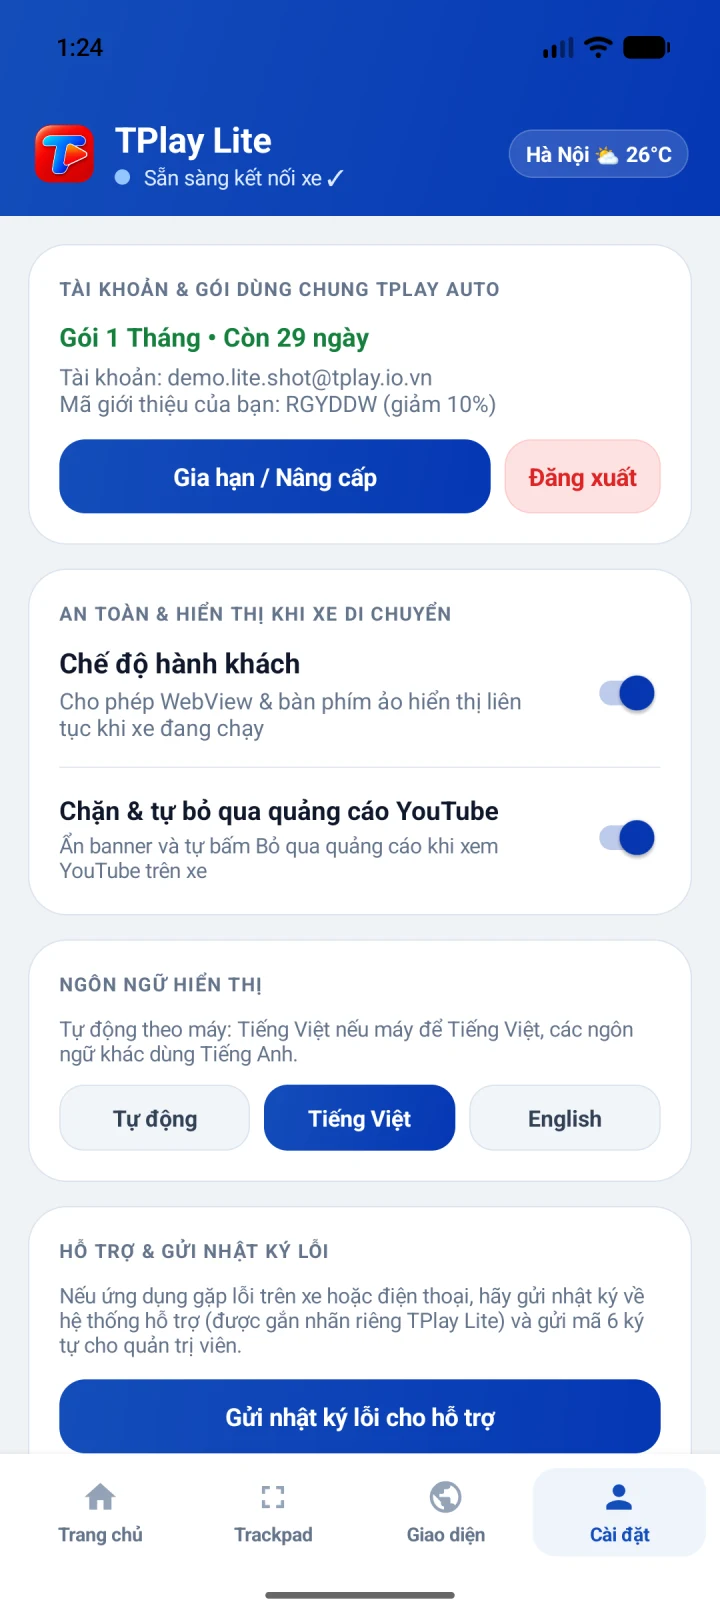 1:24
TPlay Lite
Sẵn sàng kết nối xe ✓
Hà Nội ⛅ 26°C
TÀI KHOẢN & GÓI DÙNG CHUNG TPLAY AUTO
Gói 1 Tháng • Còn 29 ngày
Tài khoản: demo.lite.shot@tplay.io.vn
Mã giới thiệu của bạn: RGYDDW (giảm 10%)
Gia hạn / Nâng cấp
Đăng xuất
AN TOÀN & HIỂN THỊ KHI XE DI CHUYỂN
Chế độ hành khách
Cho phép WebView & bàn phím ảo hiển thị liên
tục khi xe đang chạy
Chặn & tự bỏ qua quảng cáo YouTube
Ẩn banner và tự bấm Bỏ qua quảng cáo khi xem
YouTube trên xe
NGÔN NGỮ HIỂN THỊ
Tự động theo máy: Tiếng Việt nếu máy để Tiếng Việt, các ngôn
ngữ khác dùng Tiếng Anh.
Tự động
Tiếng Việt
English
HỖ TRỢ & GỬI NHẬT KÝ LỖI
Nếu ứng dụng gặp lỗi trên xe hoặc điện thoại, hãy gửi nhật ký về
hệ thống hỗ trợ (được gắn nhãn riêng TPlay Lite) và gửi mã 6 ký
tự cho quản trị viên.
Gửi nhật ký lỗi cho hỗ trợ
Trang chủ
Trackpad
Giao diện
Cài đặt